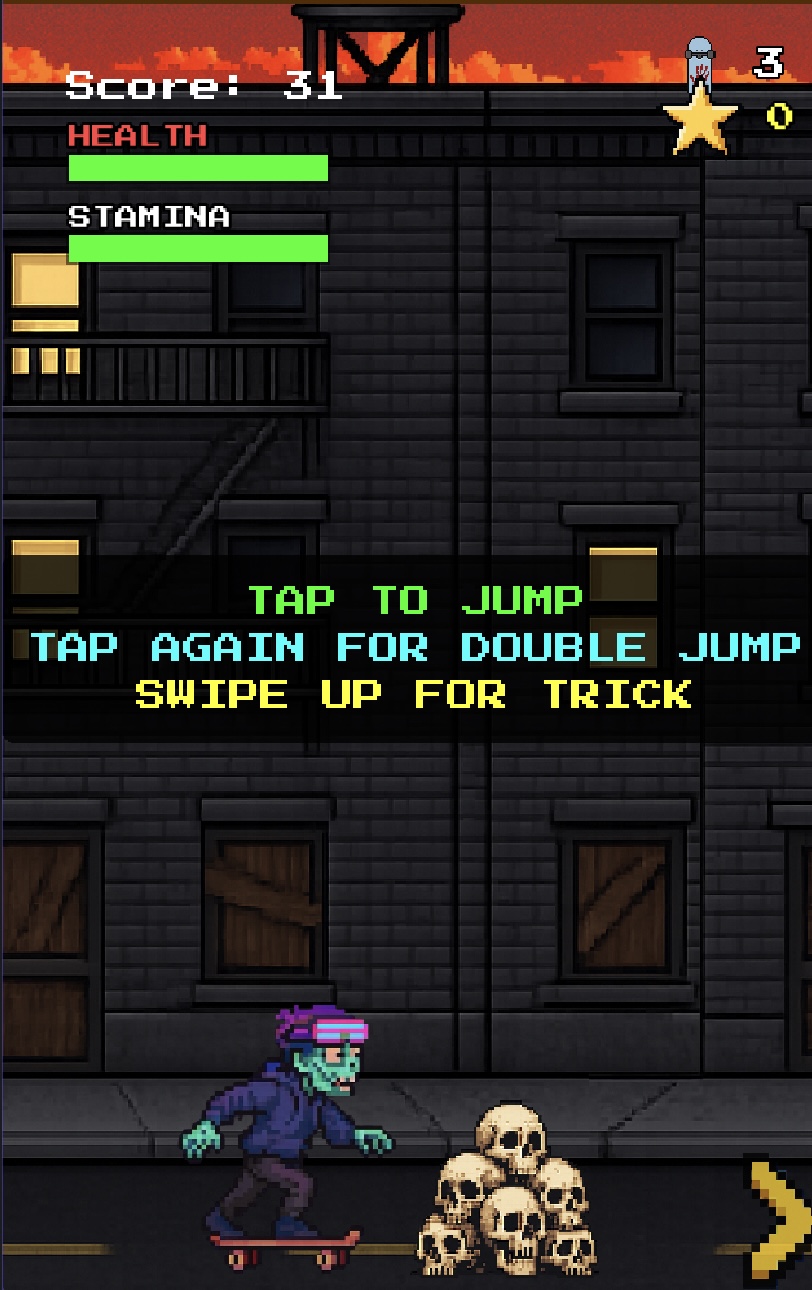 Score: 31
3
HEALTH
0
STAMINA
TAP TO JUMP
TAP AGAIN FOR DOUBLE JUMP
SWIPE UP FOR TRICK